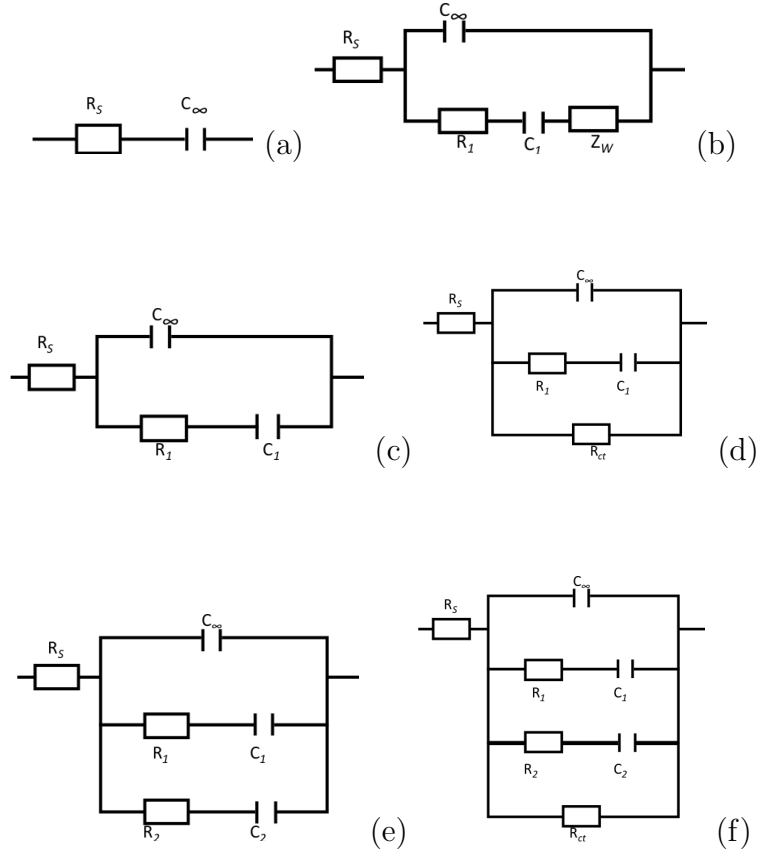 R_S C_∞ (a)
R_S C_∞ R_1 C_1 Z_W (b)
R_S C_∞ R_1 C_1 (c)
R_S C_∞ R_1 C_1 R_ct (d)
R_S C_∞ R_1 C_1 R_2 C_2 (e)
R_S C_∞ R_1 C_1 R_2 C_2 R_ct (f)